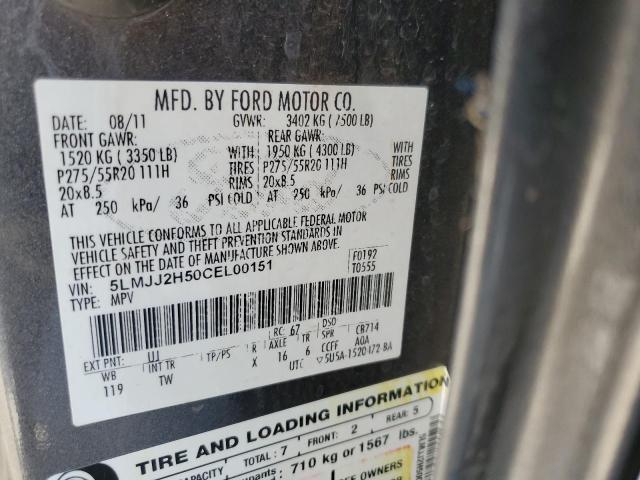 MFD. BY FORD MOTOR CO.
DATE: 08/11 GVWR: 3402 KG ( 7500 LB)
FRONT GAWR: REAR GAWR:
1520 KG ( 3350 LB) WITH 1950 KG ( 4300 LB) WITH
P275/55R20 111H TIRES P275/55R20 111H TIRES
20x8.5 RIMS 20x8.5 RIMS
AT 250 kPa/ 36 PSI COLD AT 250 kPa/ 36 PSI COLD
THIS VEHICLE CONFORMS TO ALL APPLICABLE FEDERAL MOTOR
VEHICLE SAFETY AND BUMPER STANDARDS IN
EFFECT ON THE DATE OF MANUFACTURE SHOWN ABOVE.
VIN: 5LMJJ2H50CEL00151 F0192
TYPE: MPV T0555
EXT PNT: UJ RC: 67 DSO: CB714
WB INT TR TP/PS R AXLE TR SPR AQA
119 TW X 16 6 CCFF
UTC 5U5A-1520472-BA
TIRE AND LOADING INFORMATION
CAPACITY TOTAL: 7 FRONT: 2 REAR: 5
710 kg or 1567 lbs.
OWNERS